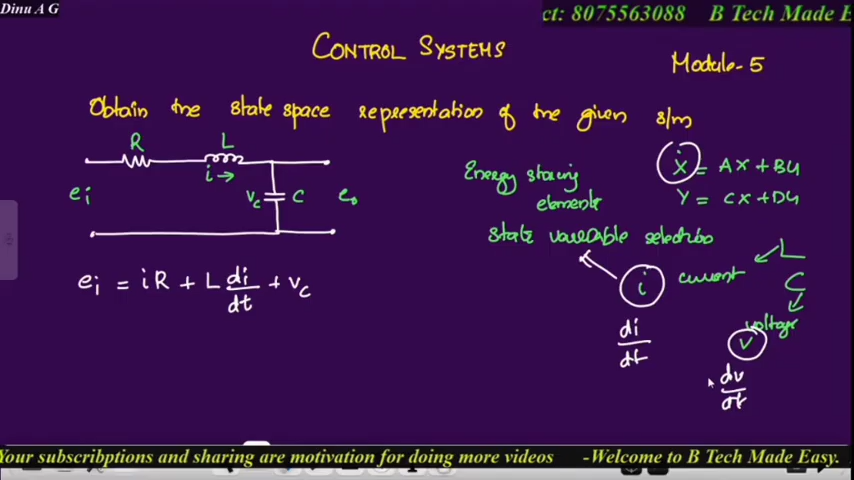 Dinu A G
ct: 8075563088 B Tech Made E
CONTROL SYSTEMS
Module-5
Obtain the state space representation of the given s/m
R
L
i →
ei
vc
C
eo
ei = iR + L di/dt + vc
Energy storing
elements
Ẋ = AX + BU
Y = CX + DU
State variable selection
L
i current
C
voltage
v
di/dt
dv/dt
Your subscribptions and sharing are motivation for doing more videos -Welcome to B Tech Made Easy.